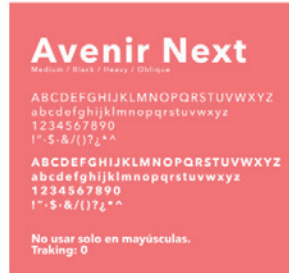 Avenir Next
Medium / Black / Heavy / Oblique
ABCDEFGHIJKLMNOPQRSTUVWXYZ
abcdefghijklmnopqrstuvwxyz
1234567890
!"·$·&/()?¿*^
ABCDEFGHIJKLMNOPQRSTUVWXYZ
abcdefghijklmnopqrstuvwxyz
1234567890
!"·$·&/()?¿*^
No usar solo en mayúsculas.
Traking: 0